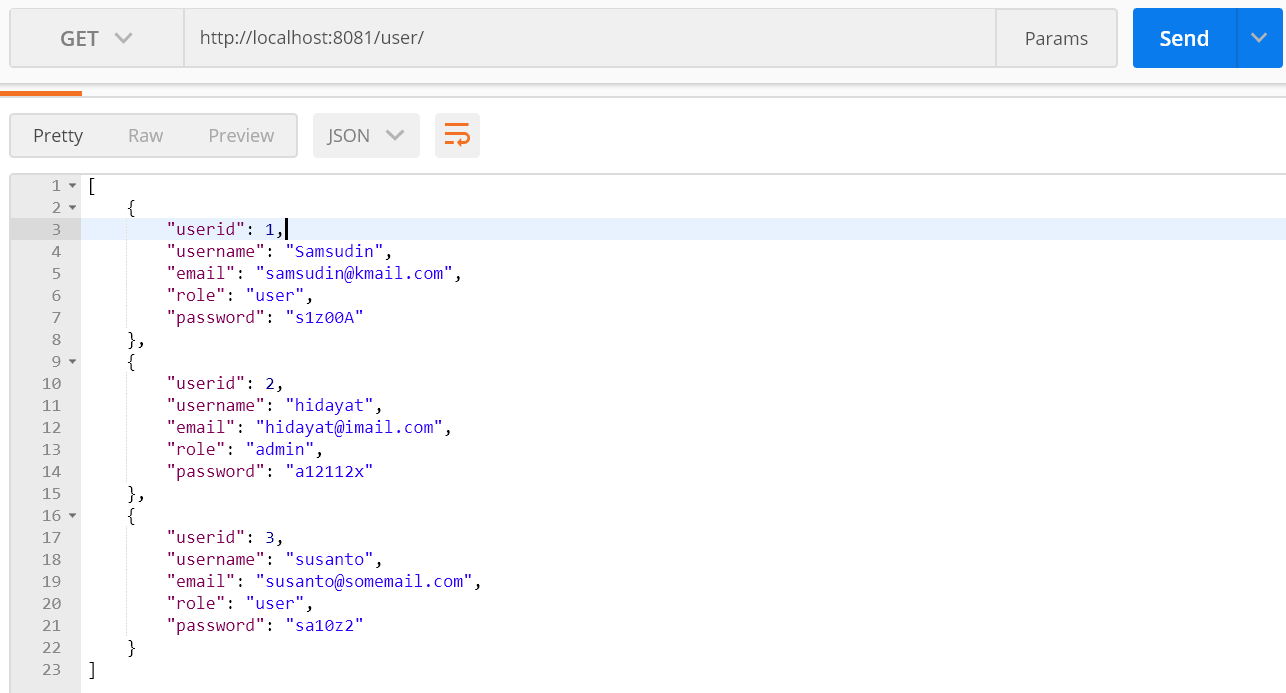 GET http://localhost:8081/user/ Params Send
Pretty Raw Preview JSON
1 [
2 {
3 "userid": 1,
4 "username": "Samsudin",
5 "email": "samsudin@kmail.com",
6 "role": "user",
7 "password": "s1z00A"
8 },
9 {
10 "userid": 2,
11 "username": "hidayat",
12 "email": "hidayat@imail.com",
13 "role": "admin",
14 "password": "a12112x"
15 },
16 {
17 "userid": 3,
18 "username": "susanto",
19 "email": "susanto@somemail.com",
20 "role": "user",
21 "password": "sa10z2"
22 }
23 ]